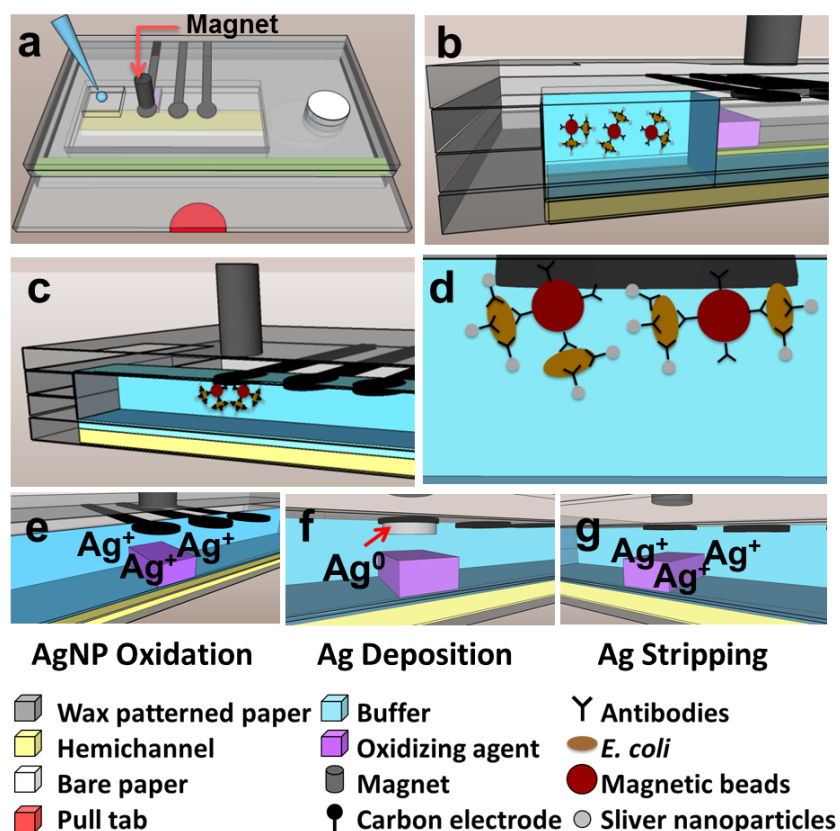 a
Magnet
b
c
d
e
Ag+
Ag+
Ag+
f
Ag0
g
Ag+
Ag+
Ag+
AgNP Oxidation
Ag Deposition
Ag Stripping
Wax patterned paper
Buffer
Antibodies
Hemichannel
Oxidizing agent
E. coli
Bare paper
Magnet
Magnetic beads
Pull tab
Carbon electrode
Sliver nanoparticles